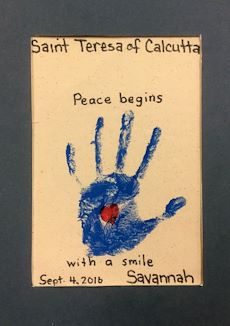 Saint Teresa of Calcutta
Peace begins
with a smile
Sept. 4, 2016
Savannah